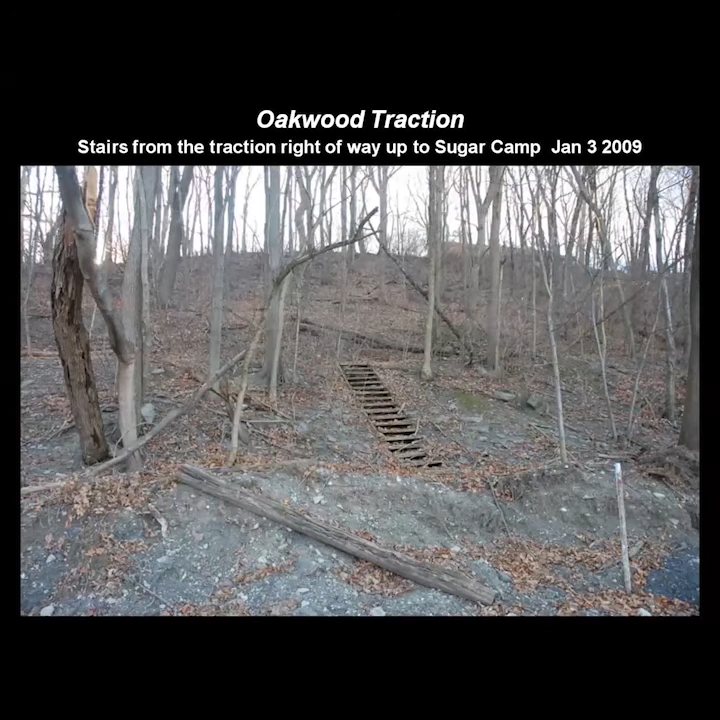 Oakwood Traction
Stairs from the traction right of way up to Sugar Camp  Jan 3 2009